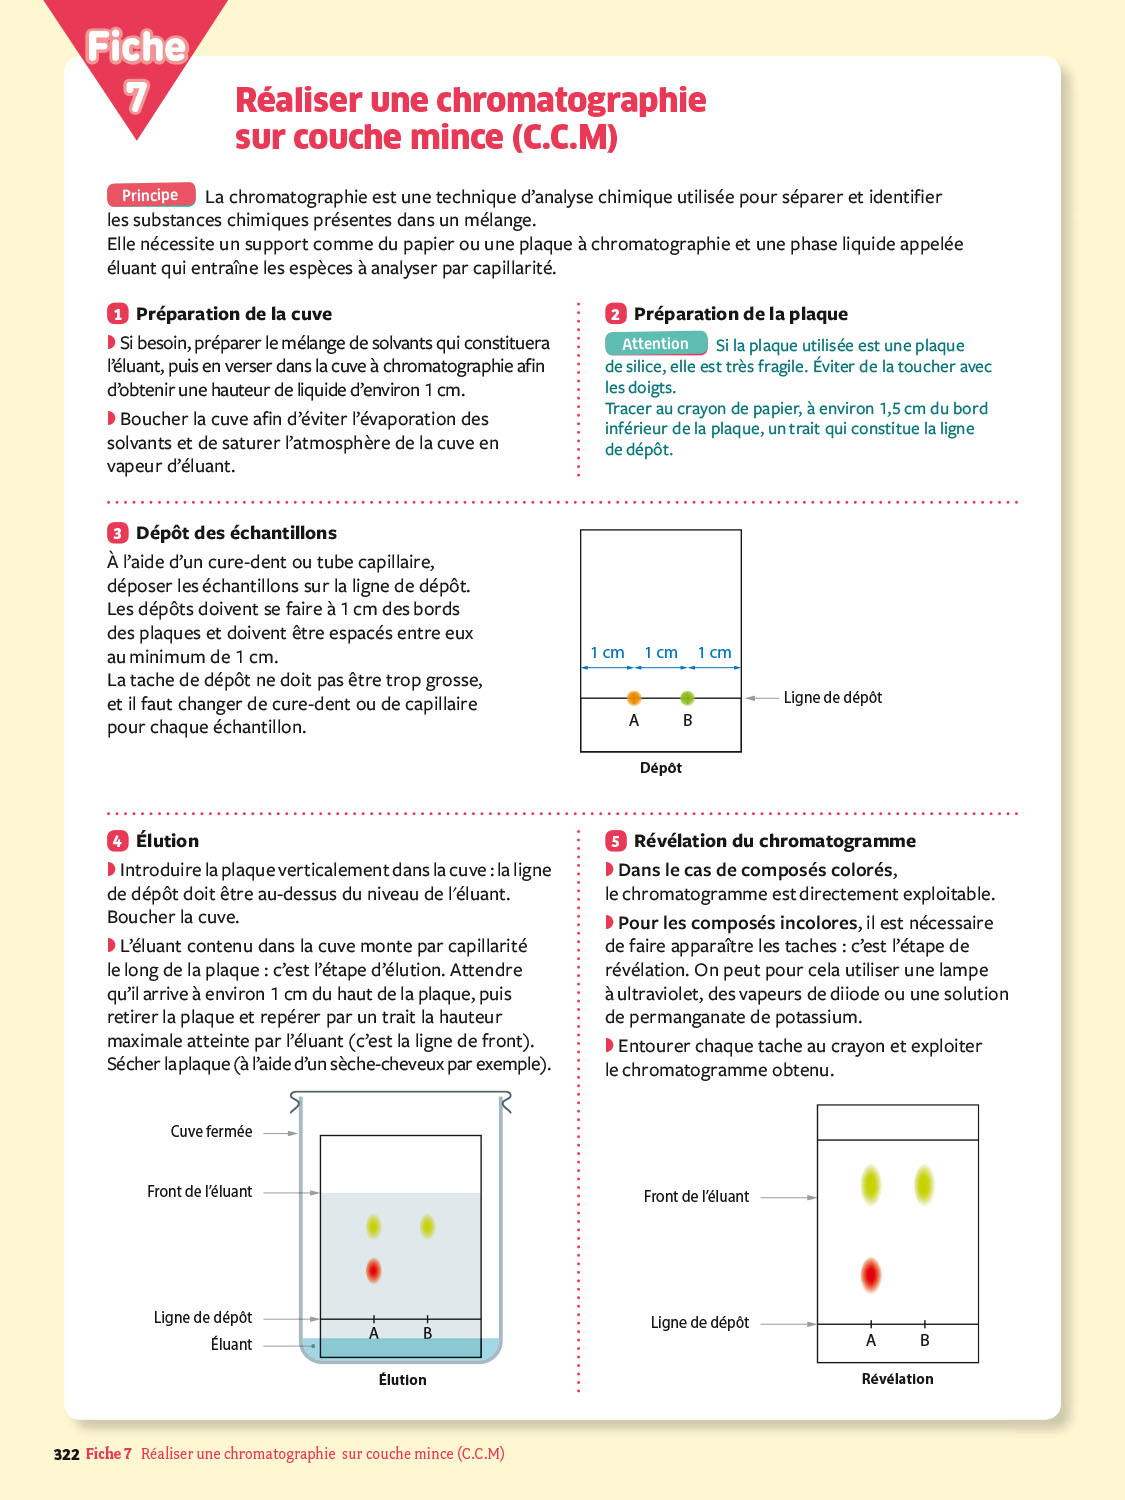 Fiche
7
Réaliser une chromatographie
sur couche mince (C.C.M)
Principe La chromatographie est une technique d’analyse chimique utilisée pour séparer et identifier
les substances chimiques présentes dans un mélange.
Elle nécessite un support comme du papier ou une plaque à chromatographie et une phase liquide appelée
éluant qui entraîne les espèces à analyser par capillarité.
1 Préparation de la cuve
Si besoin, préparer le mélange de solvants qui constituera
l’éluant, puis en verser dans la cuve à chromatographie afin
d’obtenir une hauteur de liquide d’environ 1 cm.
Boucher la cuve afin d’éviter l’évaporation des
solvants et de saturer l’atmosphère de la cuve en
vapeur d’éluant.
2 Préparation de la plaque
Attention Si la plaque utilisée est une plaque
de silice, elle est très fragile. Éviter de la toucher avec
les doigts.
Tracer au crayon de papier, à environ 1,5 cm du bord
inférieur de la plaque, un trait qui constitue la ligne
de dépôt.
3 Dépôt des échantillons
À l’aide d’un cure-dent ou tube capillaire,
déposer les échantillons sur la ligne de dépôt.
Les dépôts doivent se faire à 1 cm des bords
des plaques et doivent être espacés entre eux
au minimum de 1 cm.
La tache de dépôt ne doit pas être trop grosse,
et il faut changer de cure-dent ou de capillaire
pour chaque échantillon.
1 cm 1 cm 1 cm
Ligne de dépôt
A B
Dépôt
4 Élution
Introduire la plaque verticalement dans la cuve : la ligne
de dépôt doit être au-dessus du niveau de l’éluant.
Boucher la cuve.
L’éluant contenu dans la cuve monte par capillarité
le long de la plaque : c’est l’étape d’élution. Attendre
qu’il arrive à environ 1 cm du haut de la plaque, puis
retirer la plaque et repérer par un trait la hauteur
maximale atteinte par l’éluant (c’est la ligne de front).
Sécher la plaque (à l’aide d’un sèche-cheveux par exemple).
Cuve fermée
Front de l’éluant
Ligne de dépôt
A B
Éluant
Élution
5 Révélation du chromatogramme
Dans le cas de composés colorés,
le chromatogramme est directement exploitable.
Pour les composés incolores, il est nécessaire
de faire apparaître les taches : c’est l’étape de
révélation. On peut pour cela utiliser une lampe
à ultraviolet, des vapeurs de diiode ou une solution
de permanganate de potassium.
Entourer chaque tache au crayon et exploiter
le chromatogramme obtenu.
Front de l’éluant
Ligne de dépôt
A B
Révélation
322 Fiche 7 Réaliser une chromatographie sur couche mince (C.C.M)